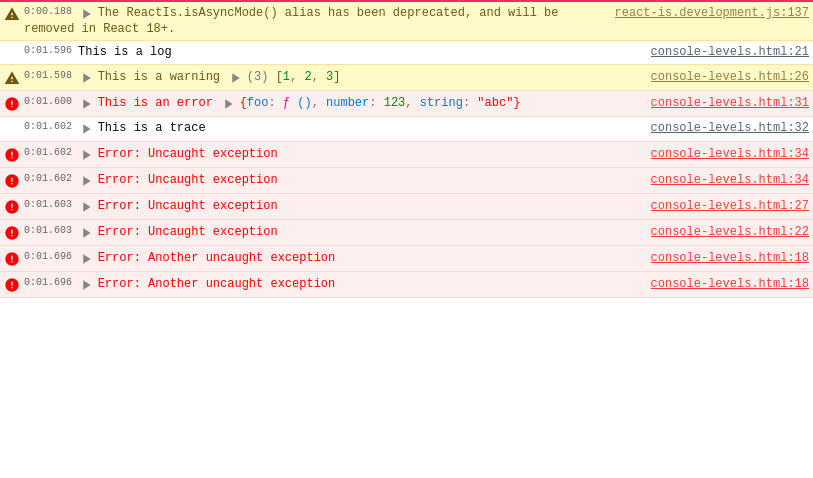 0:00.188 The ReactIs.isAsyncMode() alias has been deprecated, and will be react-is.development.js:137
removed in React 18+.
0:01.596 This is a log console-levels.html:21
0:01.598 This is a warning (3) [1, 2, 3] console-levels.html:26
0:01.600 This is an error {foo: ƒ (), number: 123, string: "abc"} console-levels.html:31
0:01.602 This is a trace console-levels.html:32
0:01.602 Error: Uncaught exception console-levels.html:34
0:01.602 Error: Uncaught exception console-levels.html:34
0:01.603 Error: Uncaught exception console-levels.html:27
0:01.603 Error: Uncaught exception console-levels.html:22
0:01.696 Error: Another uncaught exception console-levels.html:18
0:01.696 Error: Another uncaught exception console-levels.html:18